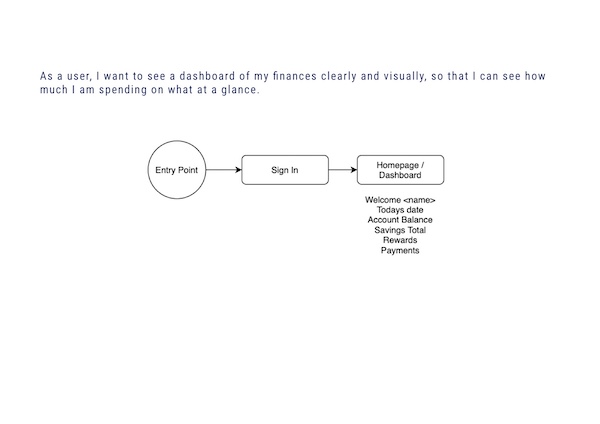 As a user, I want to see a dashboard of my finances clearly and visually, so that I can see how
much I am spending on what at a glance.
Entry Point
Sign In
Homepage /
Dashboard
Welcome <name>
Todays date
Account Balance
Savings Total
Rewards
Payments